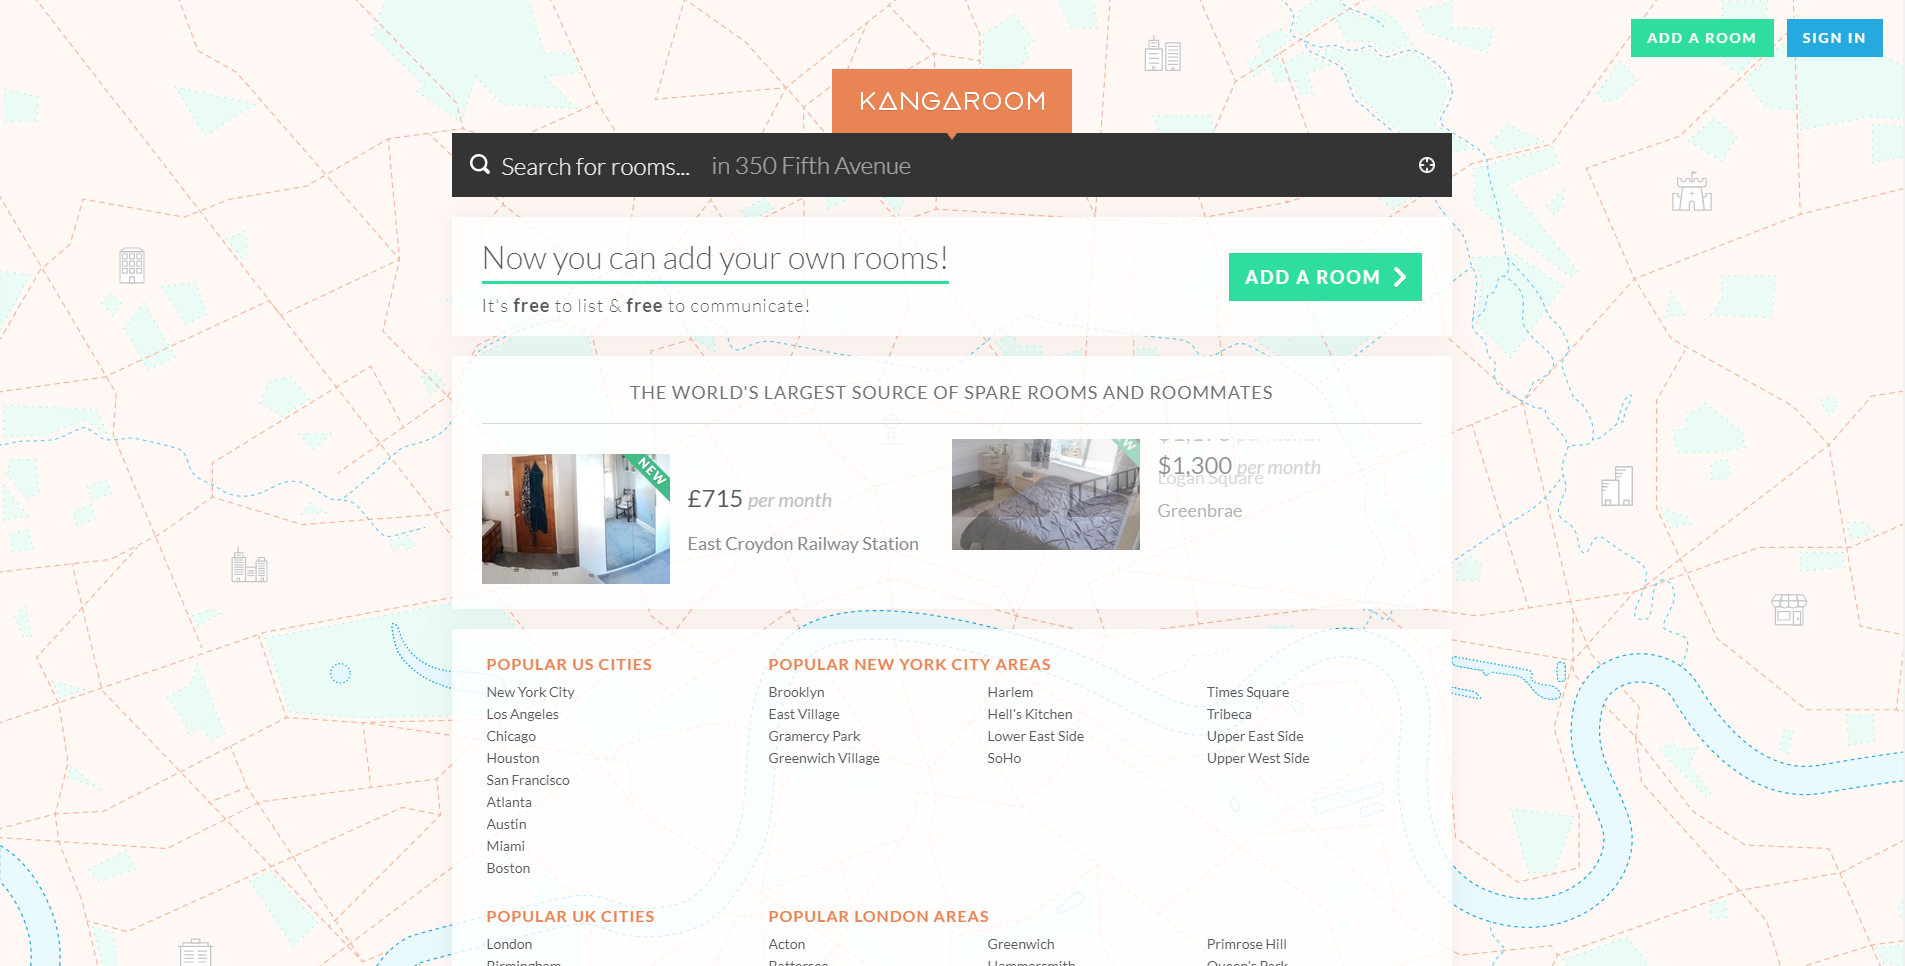 ADD A ROOM
SIGN IN
KANGAROOM
Search for rooms... in 350 Fifth Avenue
Now you can add your own rooms!
It's free to list & free to communicate!
ADD A ROOM
THE WORLD'S LARGEST SOURCE OF SPARE ROOMS AND ROOMMATES
NEW
£715 per month
East Croydon Railway Station
$1,300 per month
Logan Square
Greenbrae
POPULAR US CITIES
New York City
Los Angeles
Chicago
Houston
San Francisco
Atlanta
Austin
Miami
Boston
POPULAR NEW YORK CITY AREAS
Brooklyn
East Village
Gramercy Park
Greenwich Village
Harlem
Hell's Kitchen
Lower East Side
SoHo
Times Square
Tribeca
Upper East Side
Upper West Side
POPULAR UK CITIES
London
Birmingham
POPULAR LONDON AREAS
Acton
Battersea
Greenwich
Hammersmith
Primrose Hill
Queen's Park